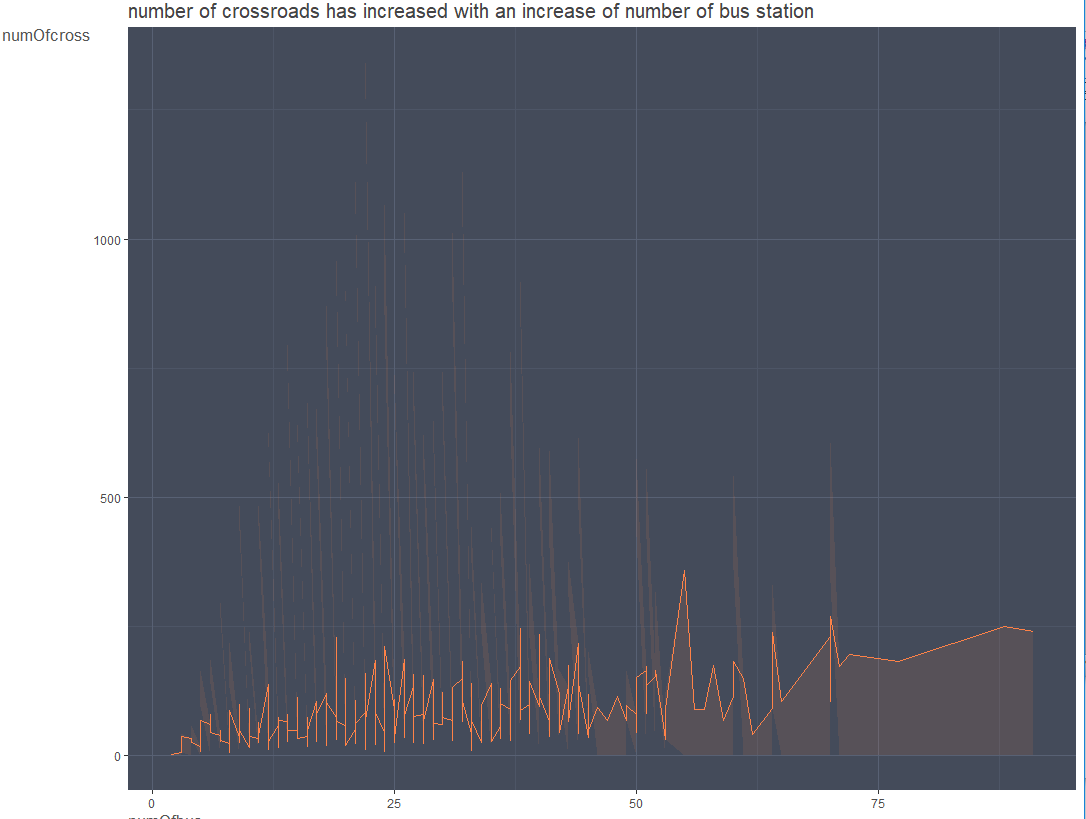 number of crossroads has increased with an increase of number of bus station
numOfcross
1000
500
0
0
25
50
75
numOfbus